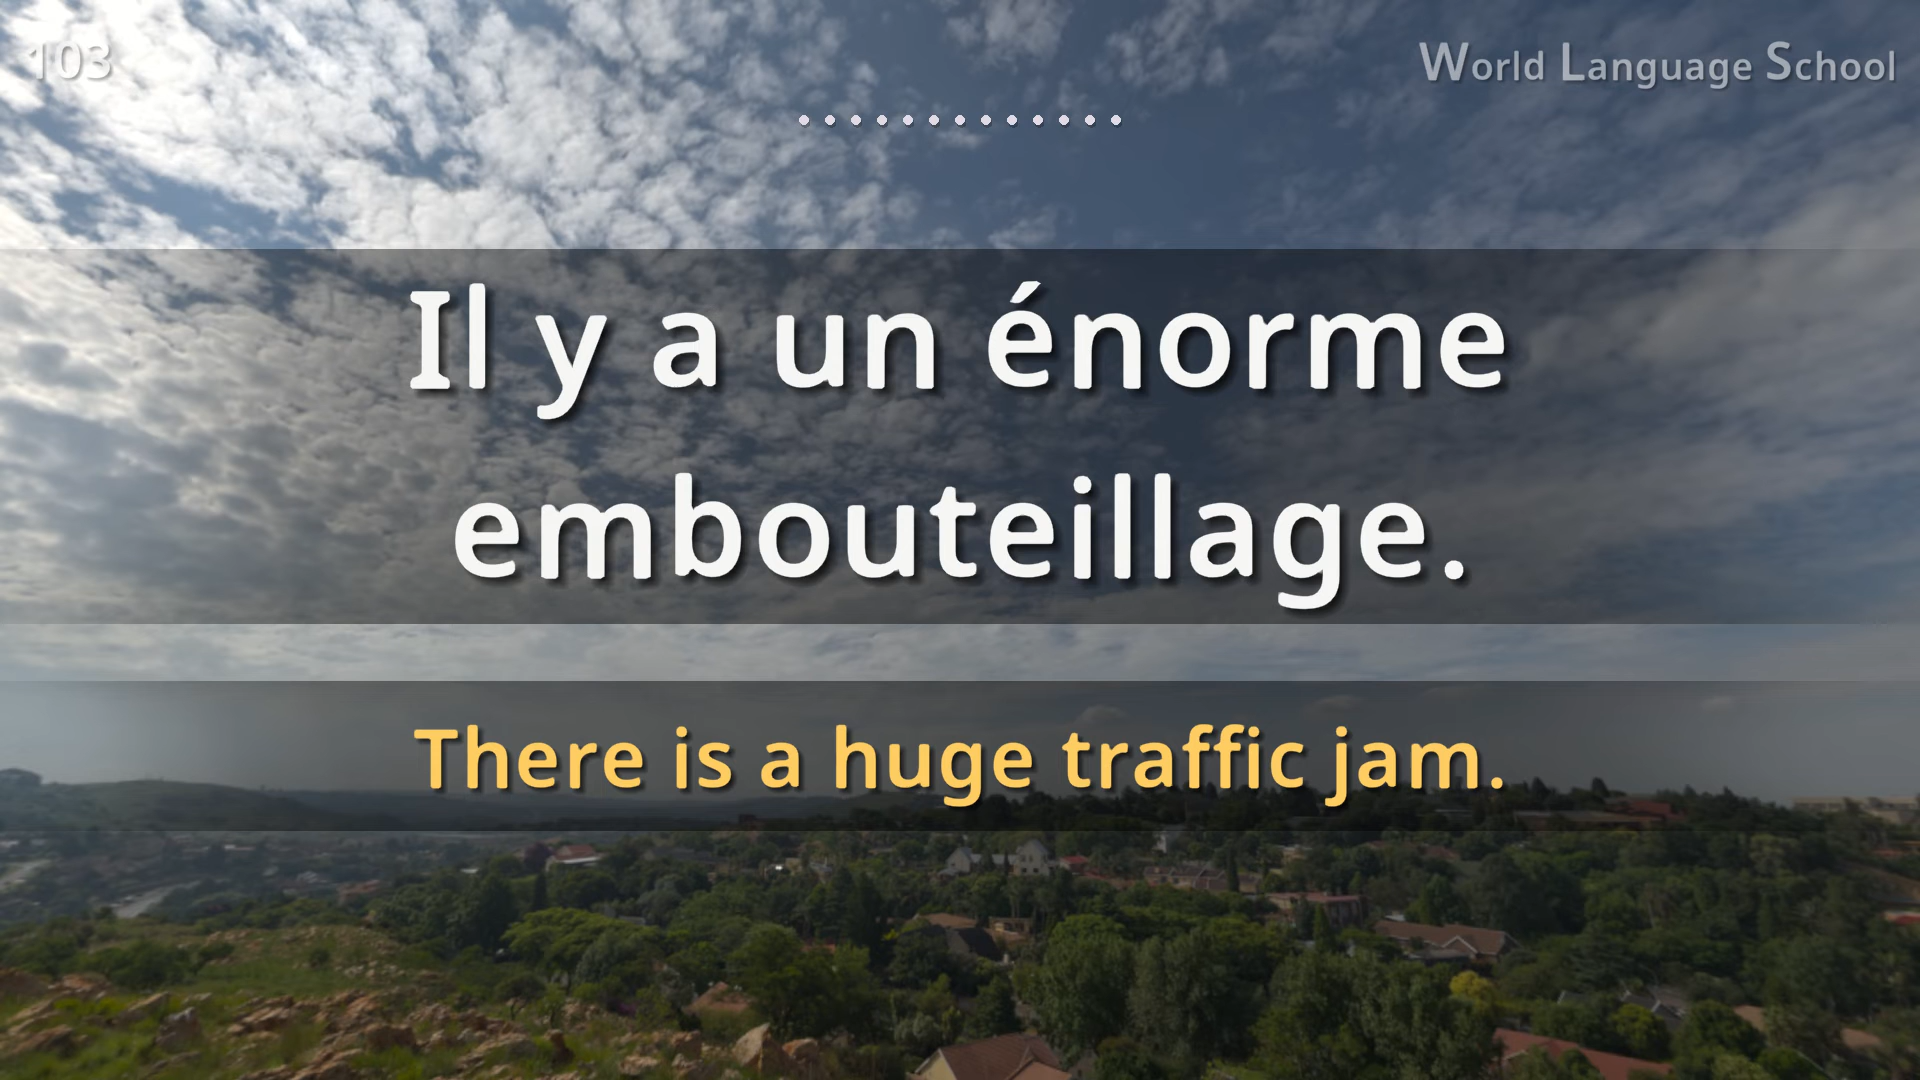 103
World Language School
Il y a un énorme
embouteillage.
There is a huge traffic jam.